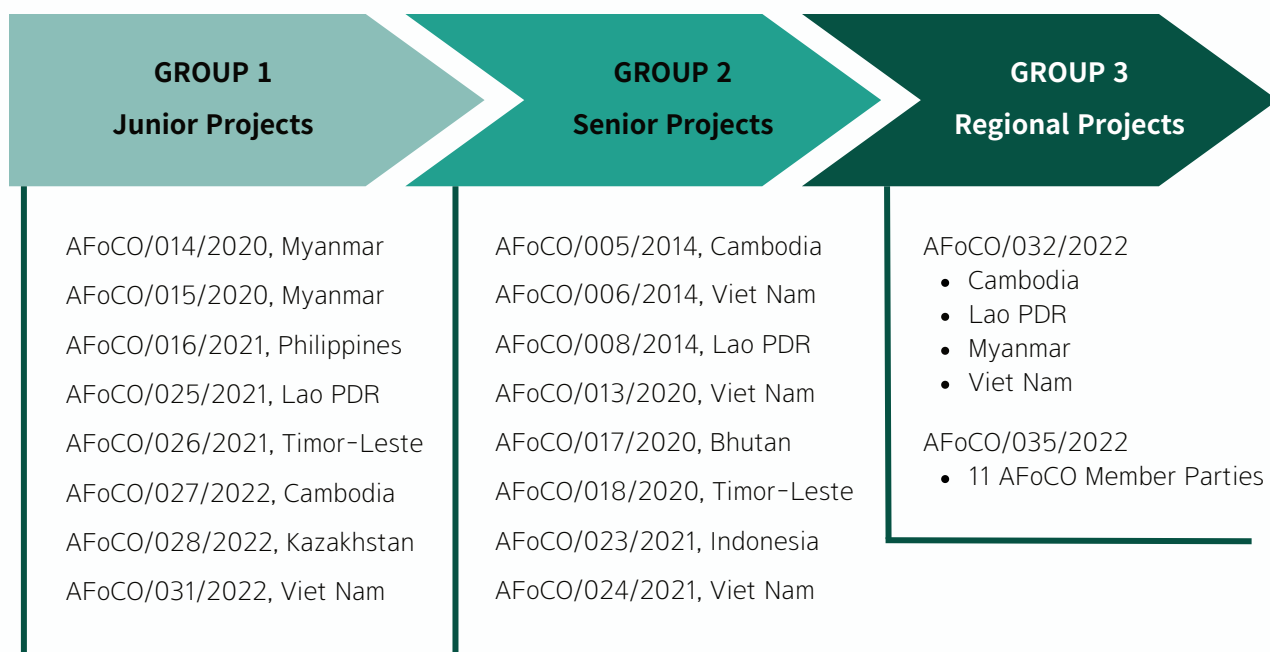 GROUP 1
Junior Projects
AFoCO/014/2020, Myanmar
AFoCO/015/2020, Myanmar
AFoCO/016/2021, Philippines
AFoCO/025/2021, Lao PDR
AFoCO/026/2021, Timor-Leste
AFoCO/027/2022, Cambodia
AFoCO/028/2022, Kazakhstan
AFoCO/031/2022, Viet Nam
GROUP 2
Senior Projects
AFoCO/005/2014, Cambodia
AFoCO/006/2014, Viet Nam
AFoCO/008/2014, Lao PDR
AFoCO/013/2020, Viet Nam
AFoCO/017/2020, Bhutan
AFoCO/018/2020, Timor-Leste
AFoCO/023/2021, Indonesia
AFoCO/024/2021, Viet Nam
GROUP 3
Regional Projects
AFoCO/032/2022
• Cambodia
• Lao PDR
• Myanmar
• Viet Nam
AFoCO/035/2022
• 11 AFoCO Member Parties